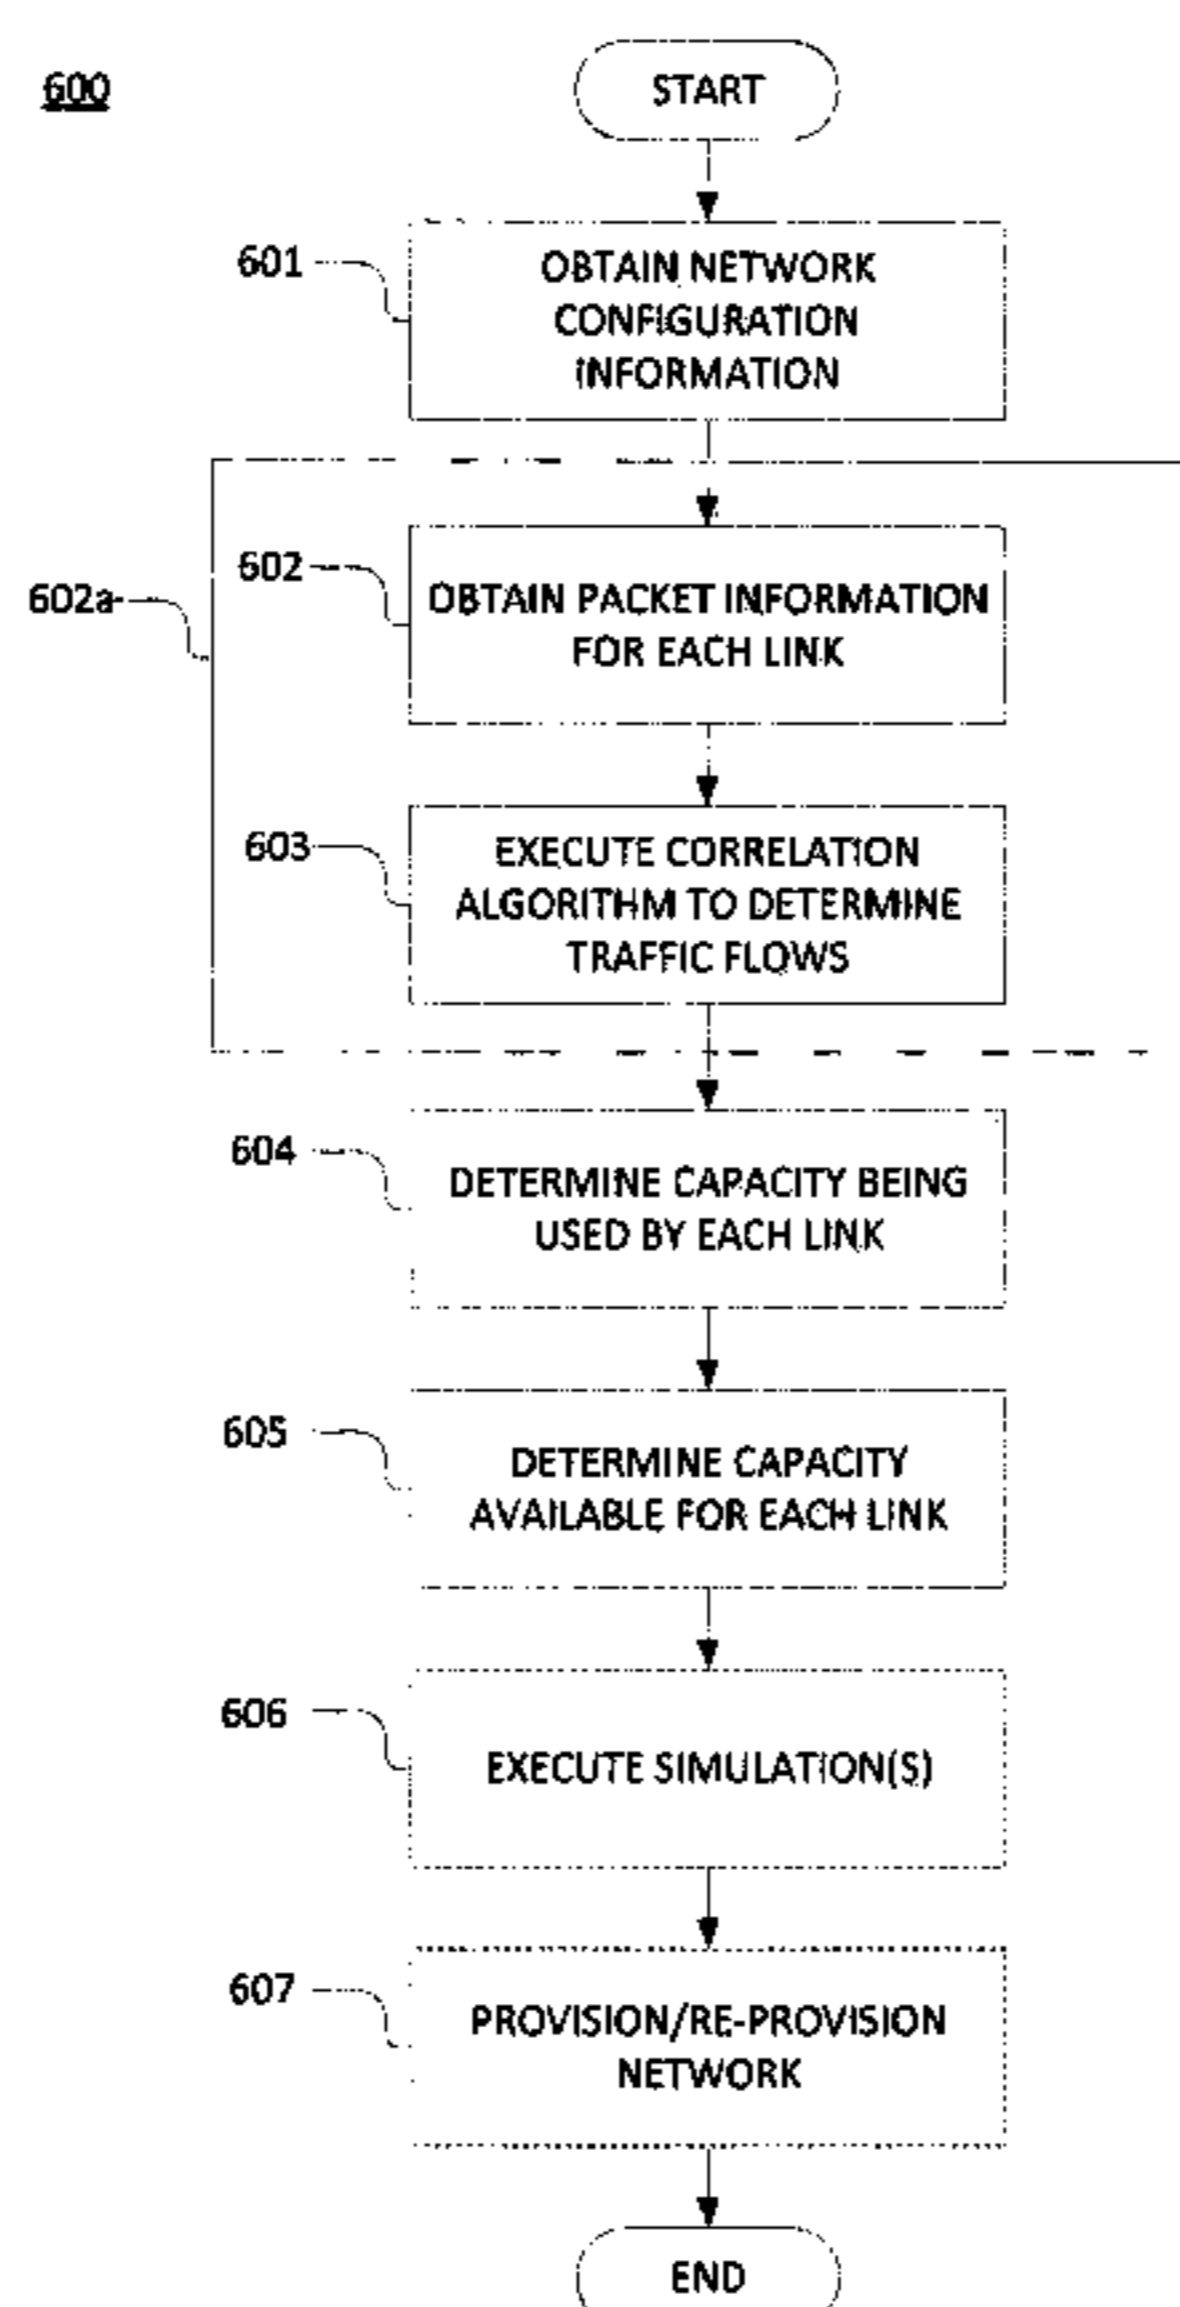 600
START
601
OBTAIN NETWORK
CONFIGURATION
INFORMATION
602
602a
OBTAIN PACKET INFORMATION
FOR EACH LINK
603
EXECUTE CORRELATION
ALGORITHM TO DETERMINE
TRAFFIC FLOWS
604
DETERMINE CAPACITY BEING
USED BY EACH LINK
605
DETERMINE CAPACITY
AVAILABLE FOR EACH LINK
606
EXECUTE SIMULATION(S)
607
PROVISION/RE-PROVISION
NETWORK
END